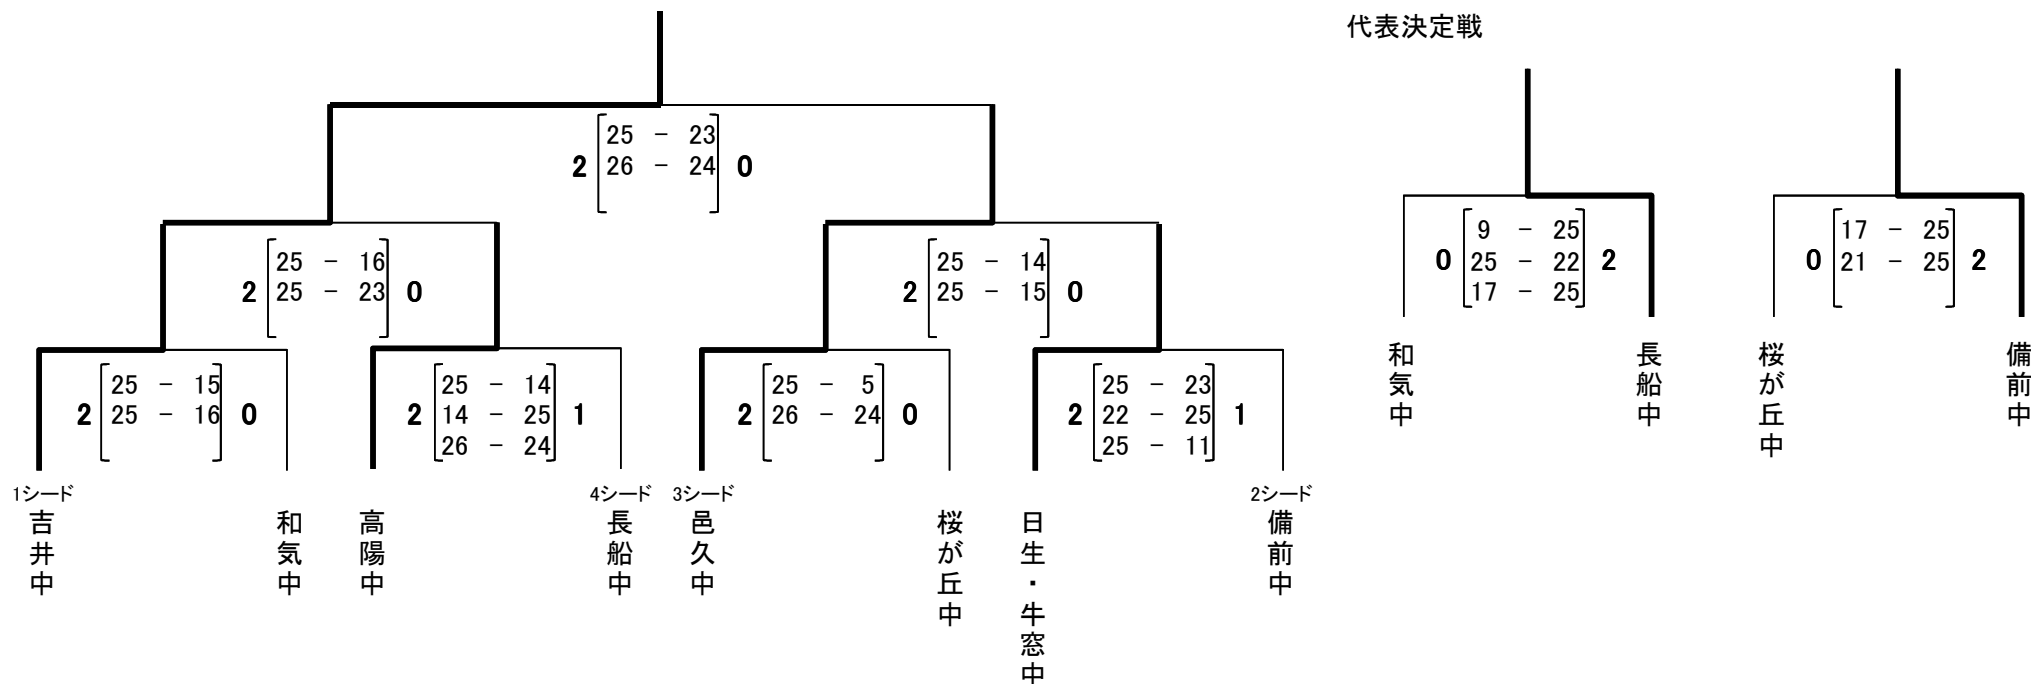 代表決定戦
25 - 23
2 26 - 24 0
25 - 16
2 25 - 23 0
25 - 14
2 25 - 15 0
9 - 25
0 25 - 22 2
17 - 25
17 - 25
0 21 - 25 2
25 - 15
2 25 - 16 0
25 - 14
2 14 - 25 1
26 - 24
25 - 5
2 26 - 24 0
25 - 23
2 22 - 25 1
25 - 11
和気中
長船中
桜が丘中
備前中
1シード
吉井中
和気中
高陽中
4シード
長船中
3シード
邑久中
桜が丘中
日生・牛窓中
2シード
備前中